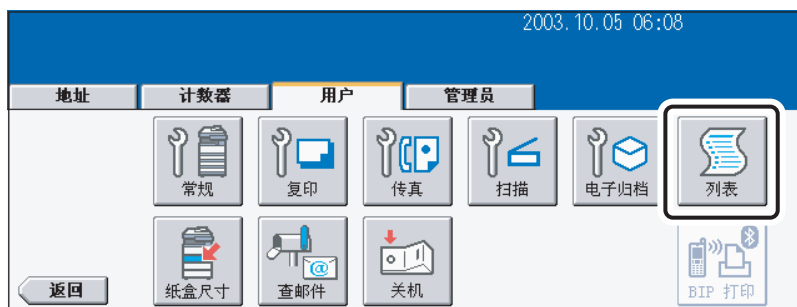 2003.10.05 06:08
地址 计数器 用户 管理员
常规 复印 传真 扫描 电子归档 列表
@
返回 纸盒尺寸 查邮件 关机 BIP 打印